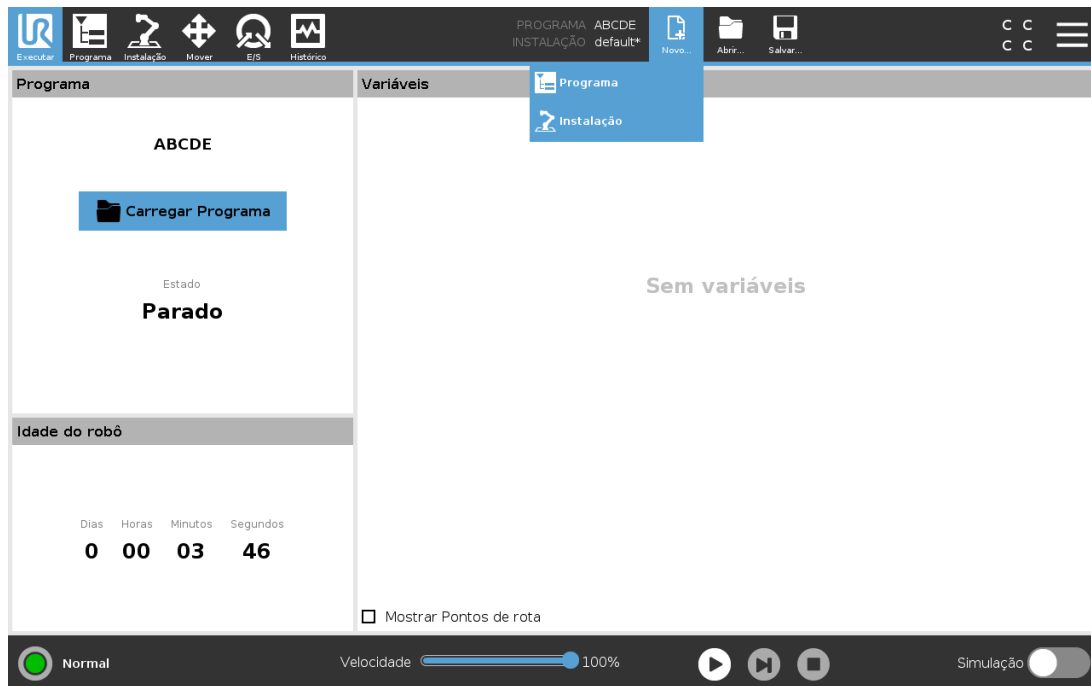 UR
Executar
Programa
Instalação
Mover
E/S
Histórico
PROGRAMA ABCDE
INSTALAÇÃO default*
Novo...
Abrir...
Salvar...
C C
C C
Programa
Instalação
Programa
ABCDE
Carregar Programa
Estado
Parado
Idade do robô
Dias Horas Minutos Segundos
0 00 03 46
Variáveis
Sem variáveis
Mostrar Pontos de rota
Normal
Velocidade 100%
Simulação